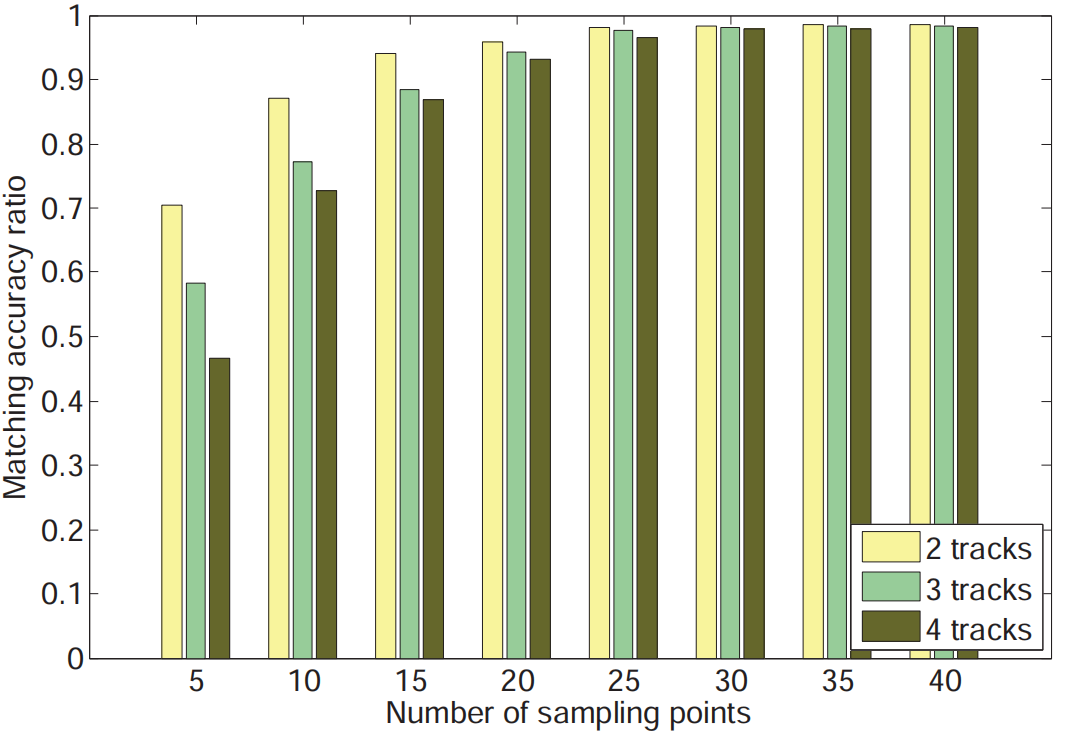 Matching accuracy ratio
1
0.9
0.8
0.7
0.6
0.5
0.4
0.3
0.2
0.1
0
2 tracks
3 tracks
4 tracks
5 10 15 20 25 30 35 40
Number of sampling points